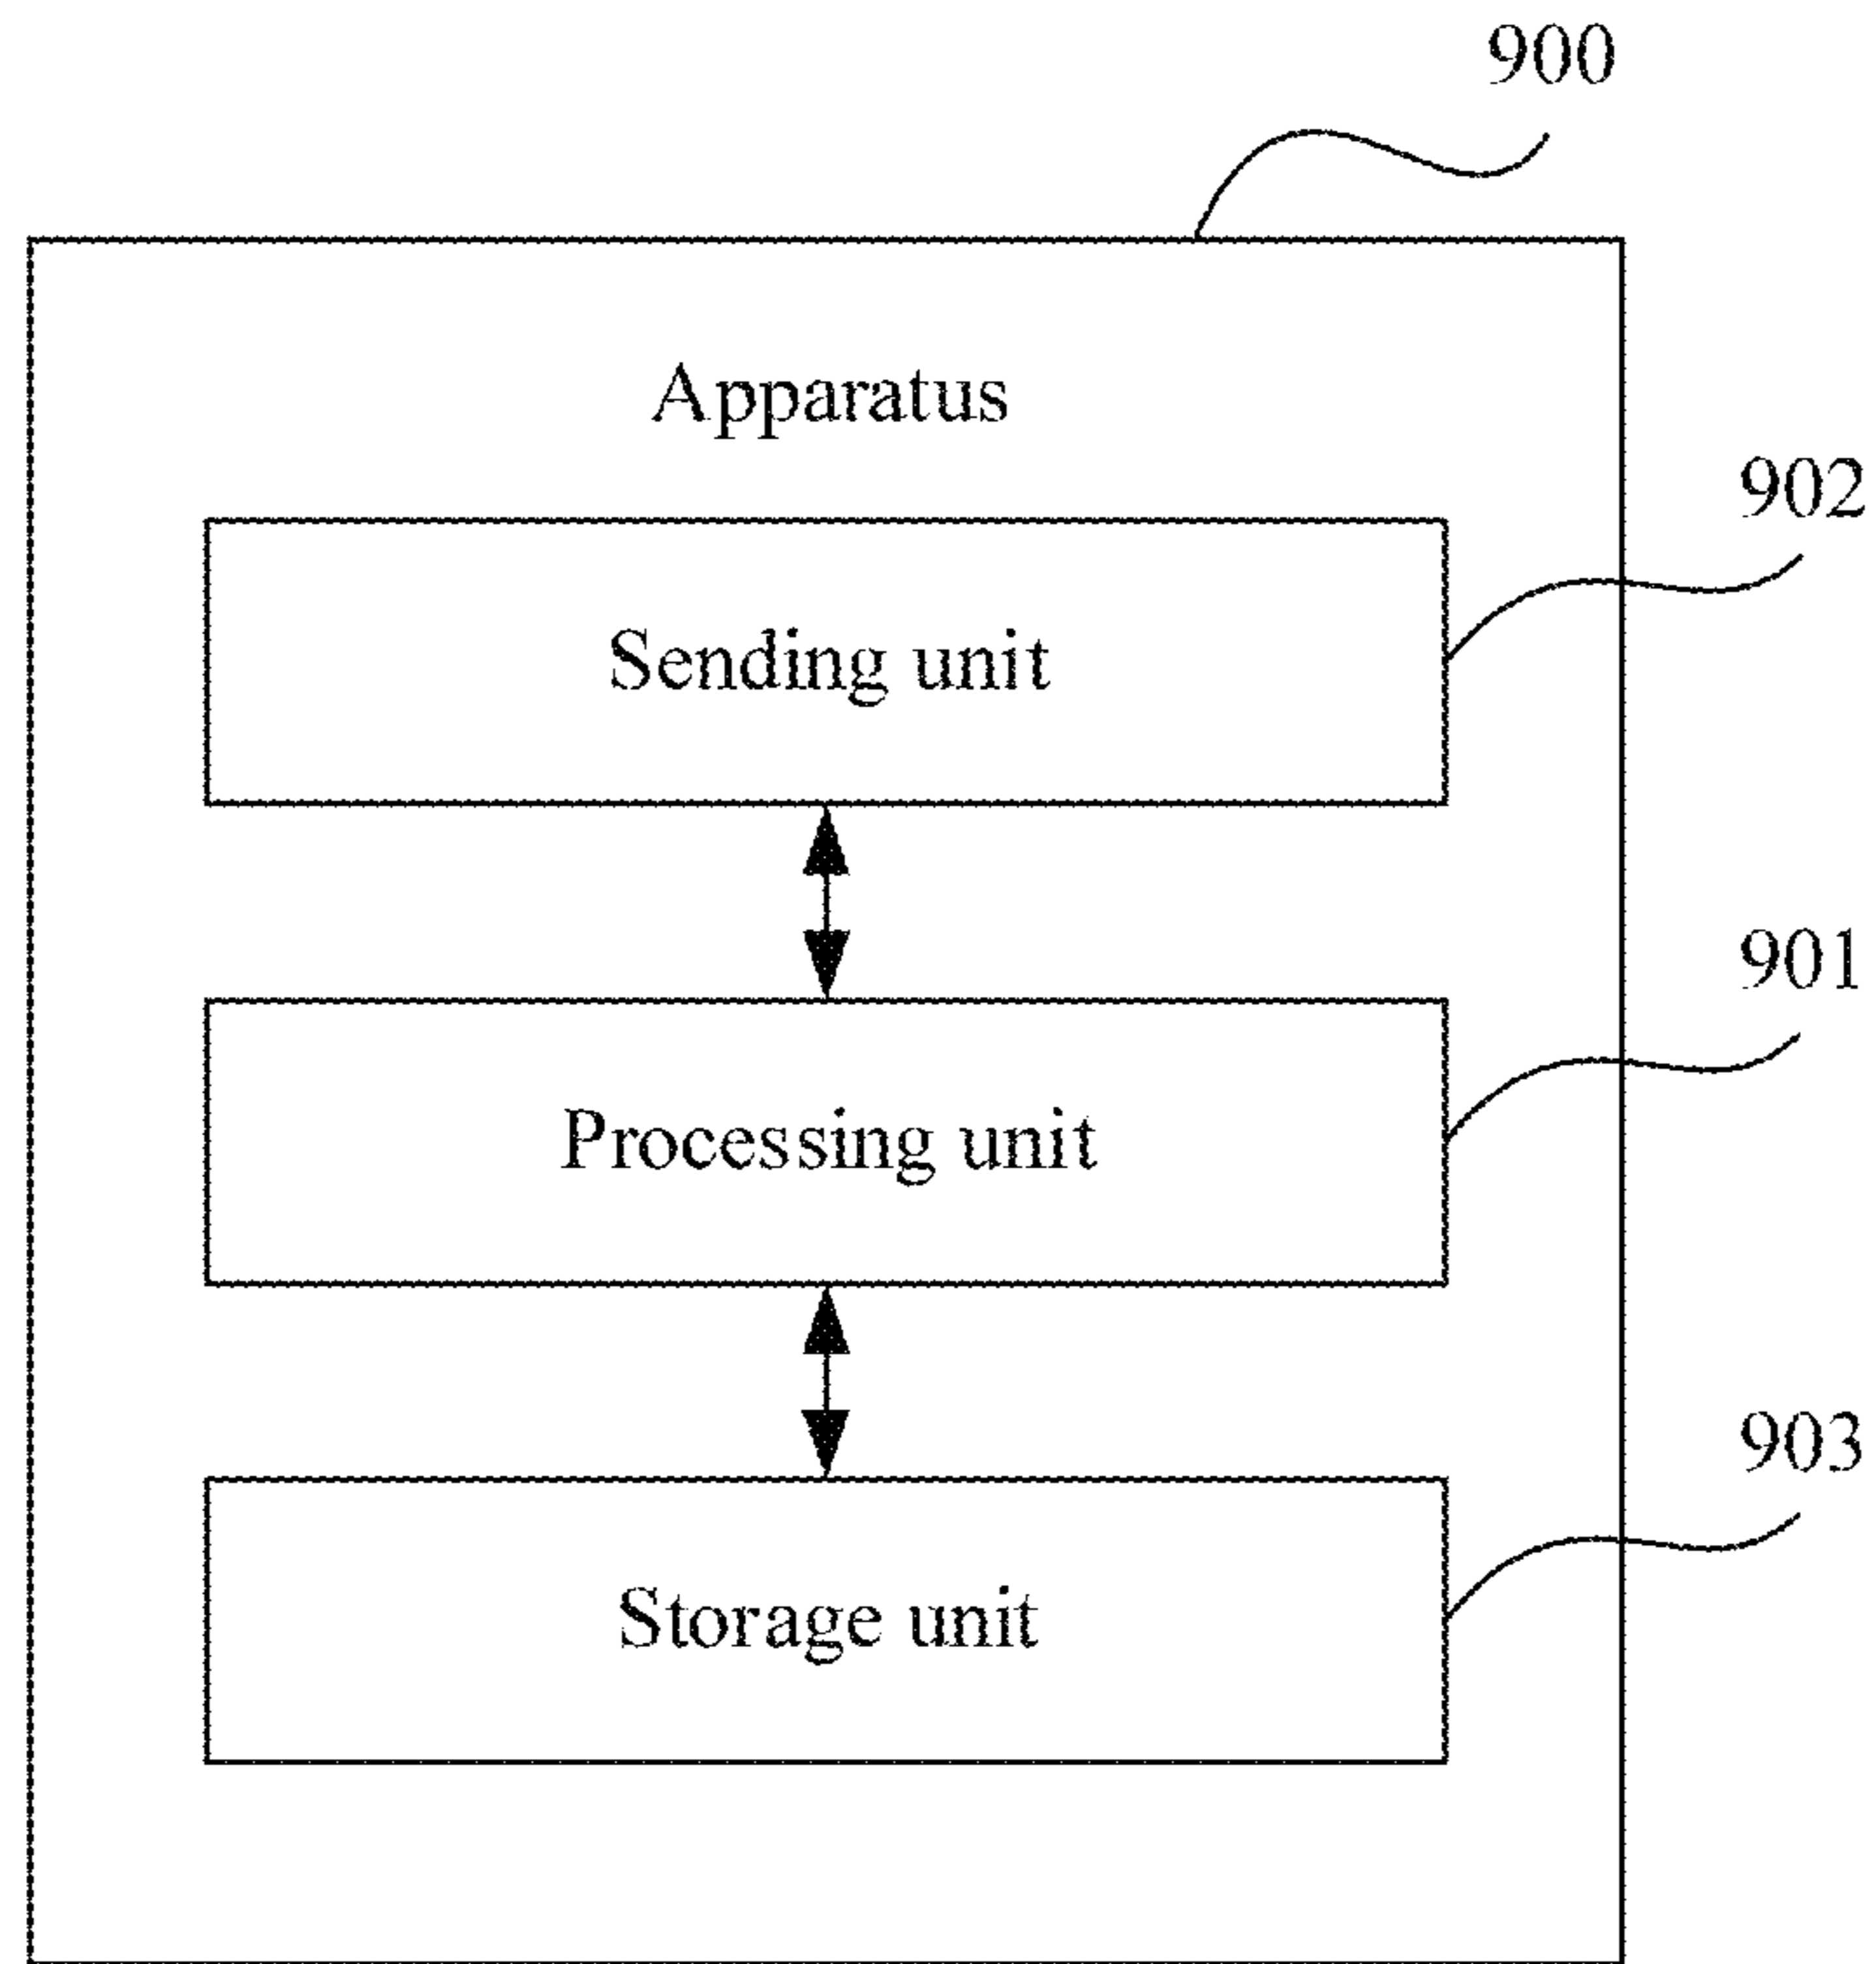 900
Apparatus
902
Sending unit
901
Processing unit
903
Storage unit